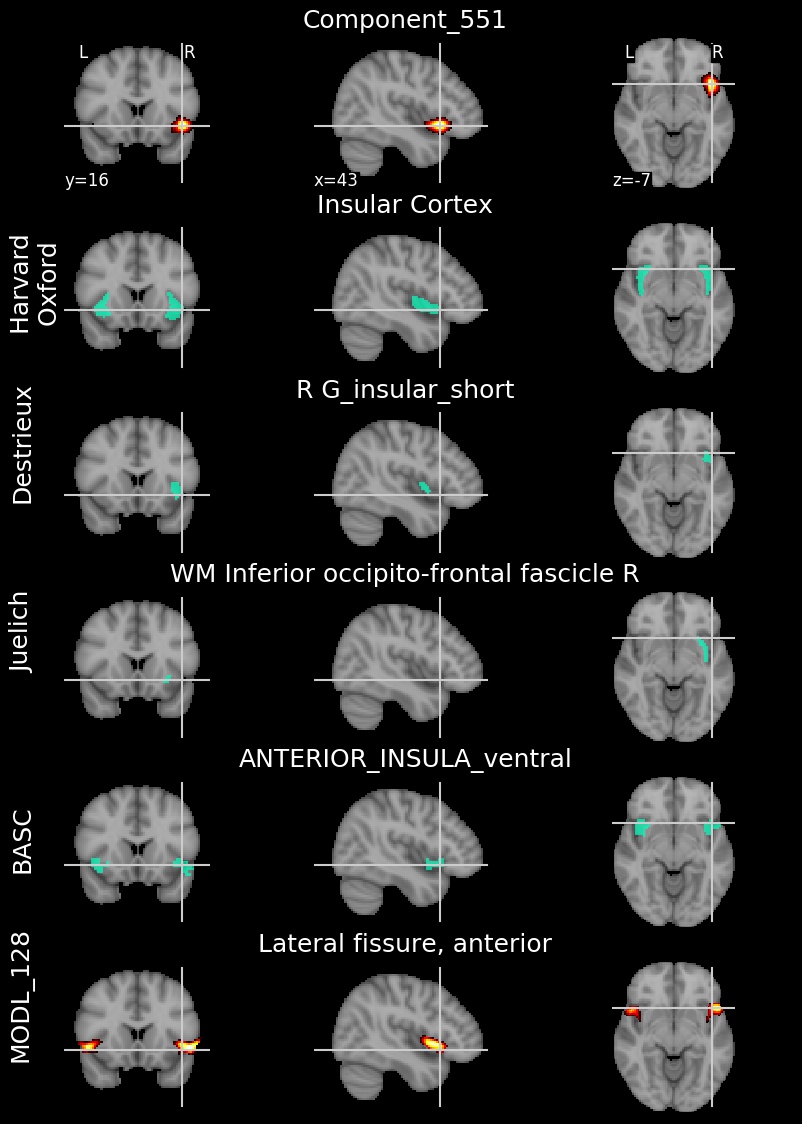 Component_551
L R
L R
y=16
x=43
z=-7
Insular Cortex
Harvard
Oxford
R G_insular_short
Destrieux
WM Inferior occipito-frontal fascicle R
Juelich
ANTERIOR_INSULA_ventral
BASC
Lateral fissure, anterior
MODL_128